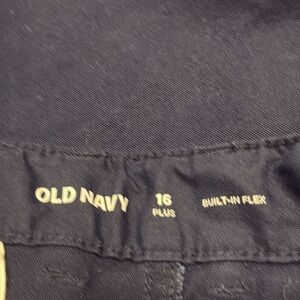 OLD NAVY
16
PLUS
BUILT-IN FLEX